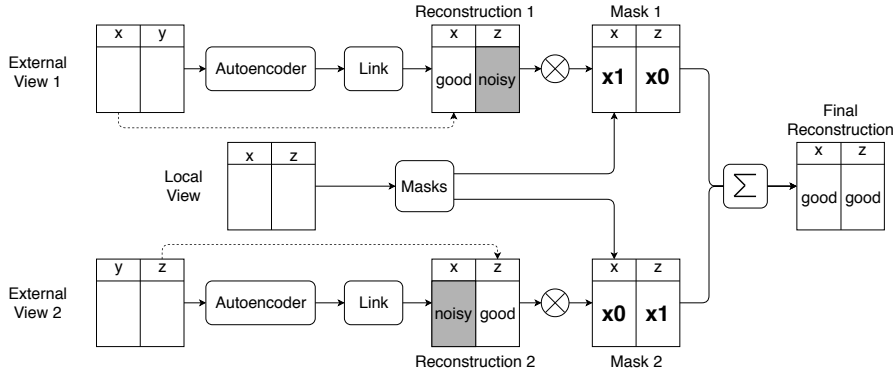 Reconstruction 1
Mask 1
x y
x z
x z
External
View 1
Autoencoder
Link
good noisy
x1 x0
Final
Reconstruction
x z
x z
Local
View
Masks
Σ
good good
y z
x z
x z
External
View 2
Autoencoder
Link
noisy good
x0 x1
Reconstruction 2
Mask 2